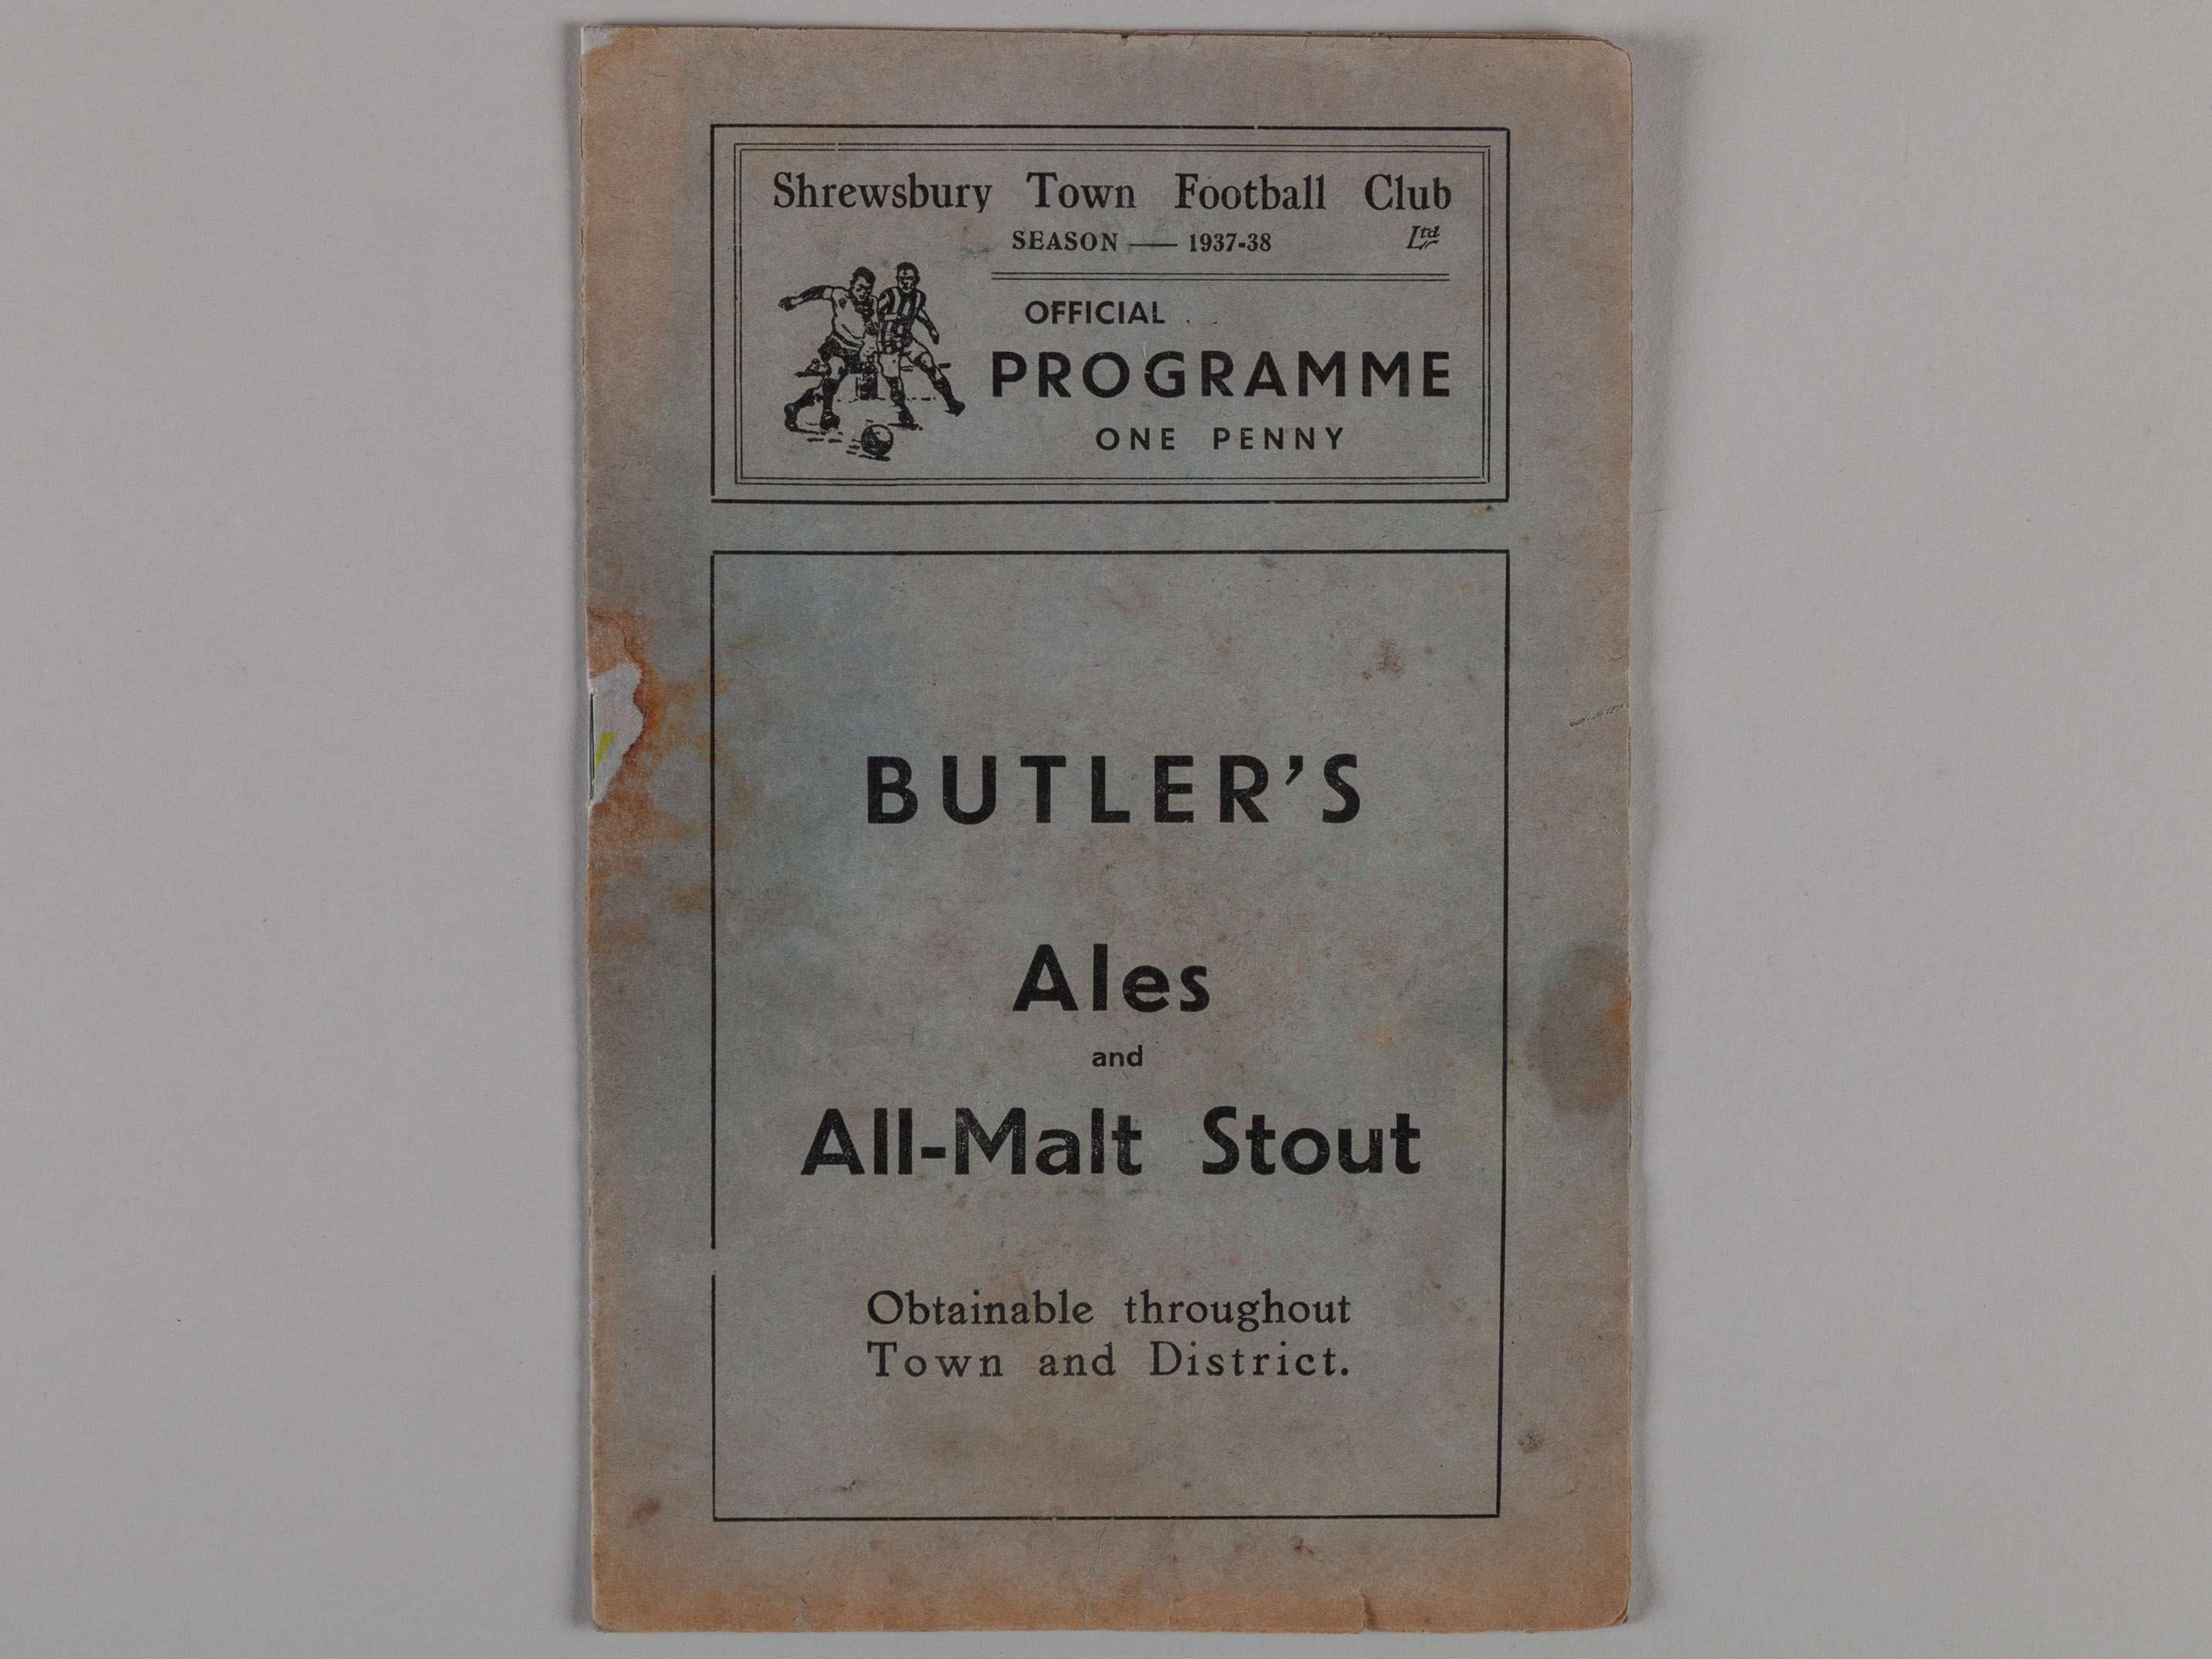 Shrewsbury Town Football Club
SEASON — 1937-38 Ltd
OFFICIAL
PROGRAMME
ONE PENNY
BUTLER'S
Ales
and
All-Malt Stout
Obtainable throughout
Town and District.